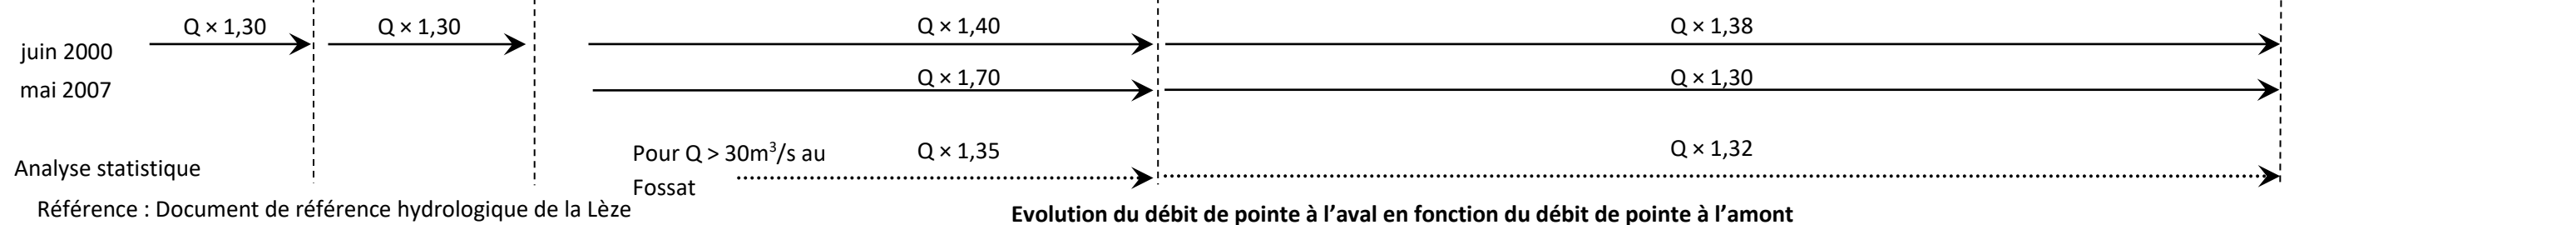 Q × 1,30 Q × 1,30 Q × 1,40 Q × 1,38
juin 2000
Q × 1,70 Q × 1,30
mai 2007
Pour Q > 30m³/s au Q × 1,35 Q × 1,32
Analyse statistique
Fossat
Référence : Document de référence hydrologique de la Lèze
Evolution du débit de pointe à l’aval en fonction du débit de pointe à l’amont